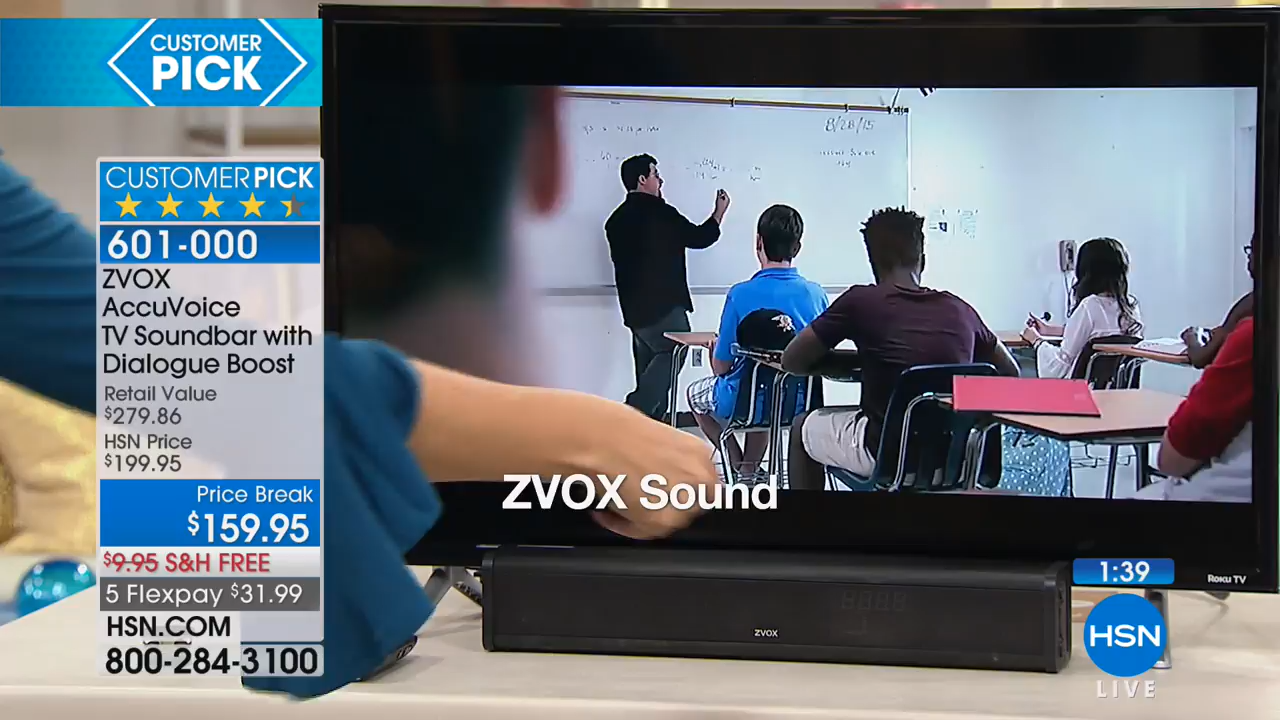 CUSTOMER
PICK
CUSTOMER PICK
601-000
ZVOX
AccuVoice
TV Soundbar with
Dialogue Boost
Retail Value
$279.86
HSN Price
$199.95
Price Break
$159.95
$9.95 S&H FREE
5 Flexpay $31.99
HSN.COM
800-284-3100
8/28/15
ZVOX Sound
ZVOX
1:39
Roku TV
HSN
LIVE